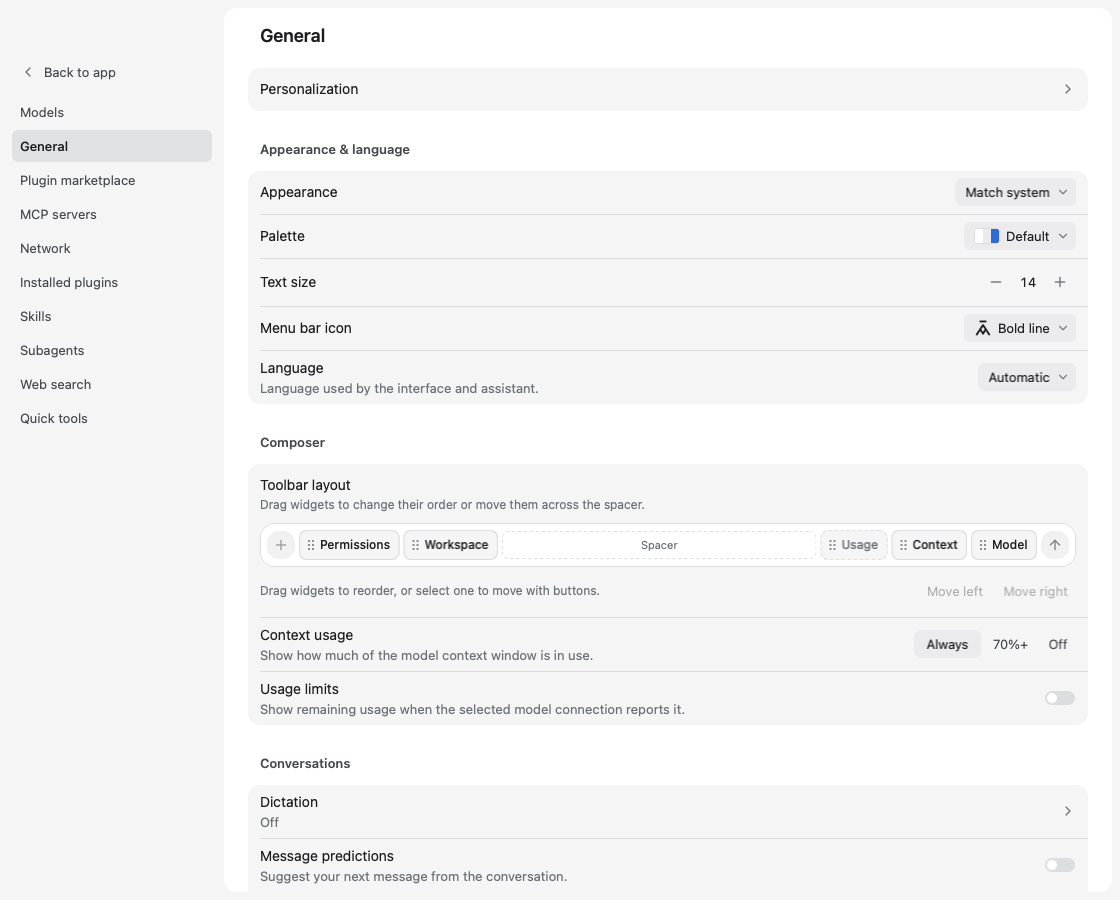 General
Back to app
Models
General
Plugin marketplace
MCP servers
Network
Installed plugins
Skills
Subagents
Web search
Quick tools
Personalization
Appearance & language
Appearance
Match system
Palette
Default
Text size
14
Menu bar icon
Bold line
Language
Language used by the interface and assistant.
Automatic
Composer
Toolbar layout
Drag widgets to change their order or move them across the spacer.
Permissions Workspace Spacer Usage Context Model
Drag widgets to reorder, or select one to move with buttons.
Move left Move right
Context usage
Show how much of the model context window is in use.
Always 70%+ Off
Usage limits
Show remaining usage when the selected model connection reports it.
Conversations
Dictation
Off
Message predictions
Suggest your next message from the conversation.